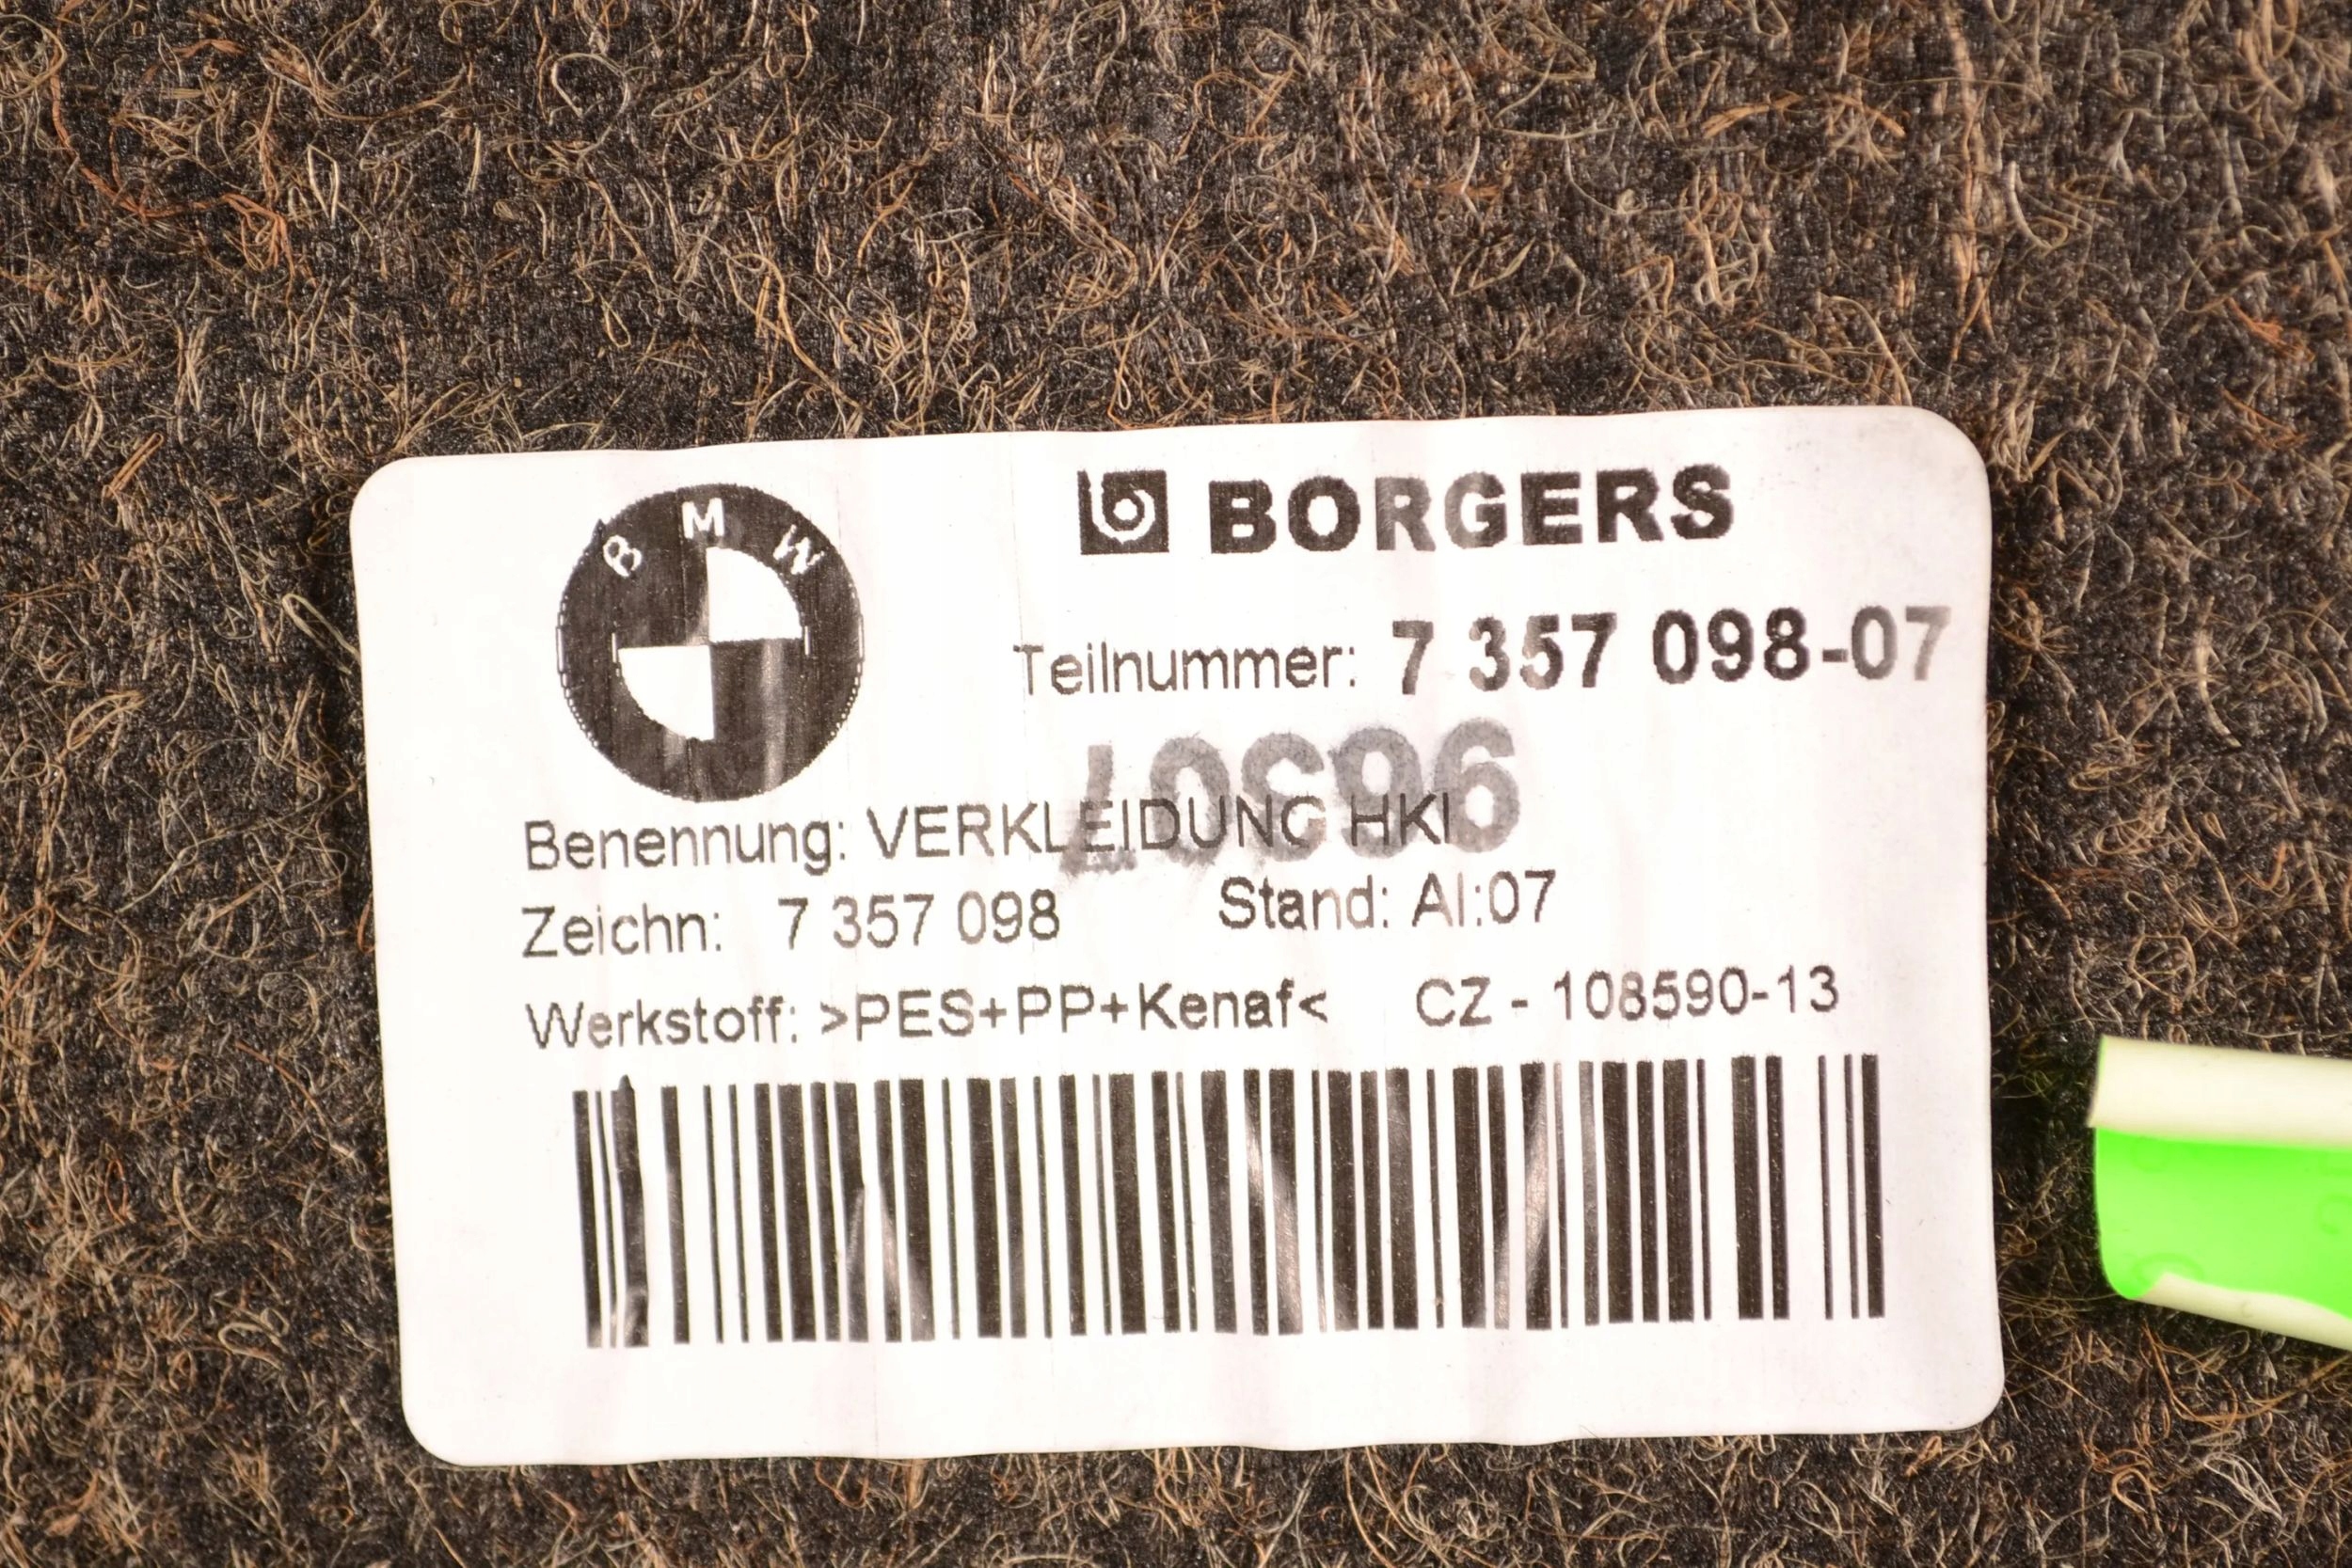 BMW
BORGERS
Teilnummer: 7 357 098-07
Benennung: VERKLEIDUNG HKI
Zeichn: 7 357 098 Stand: AI:07
Werkstoff: >PES+PP+Kenaf< CZ - 108590-13